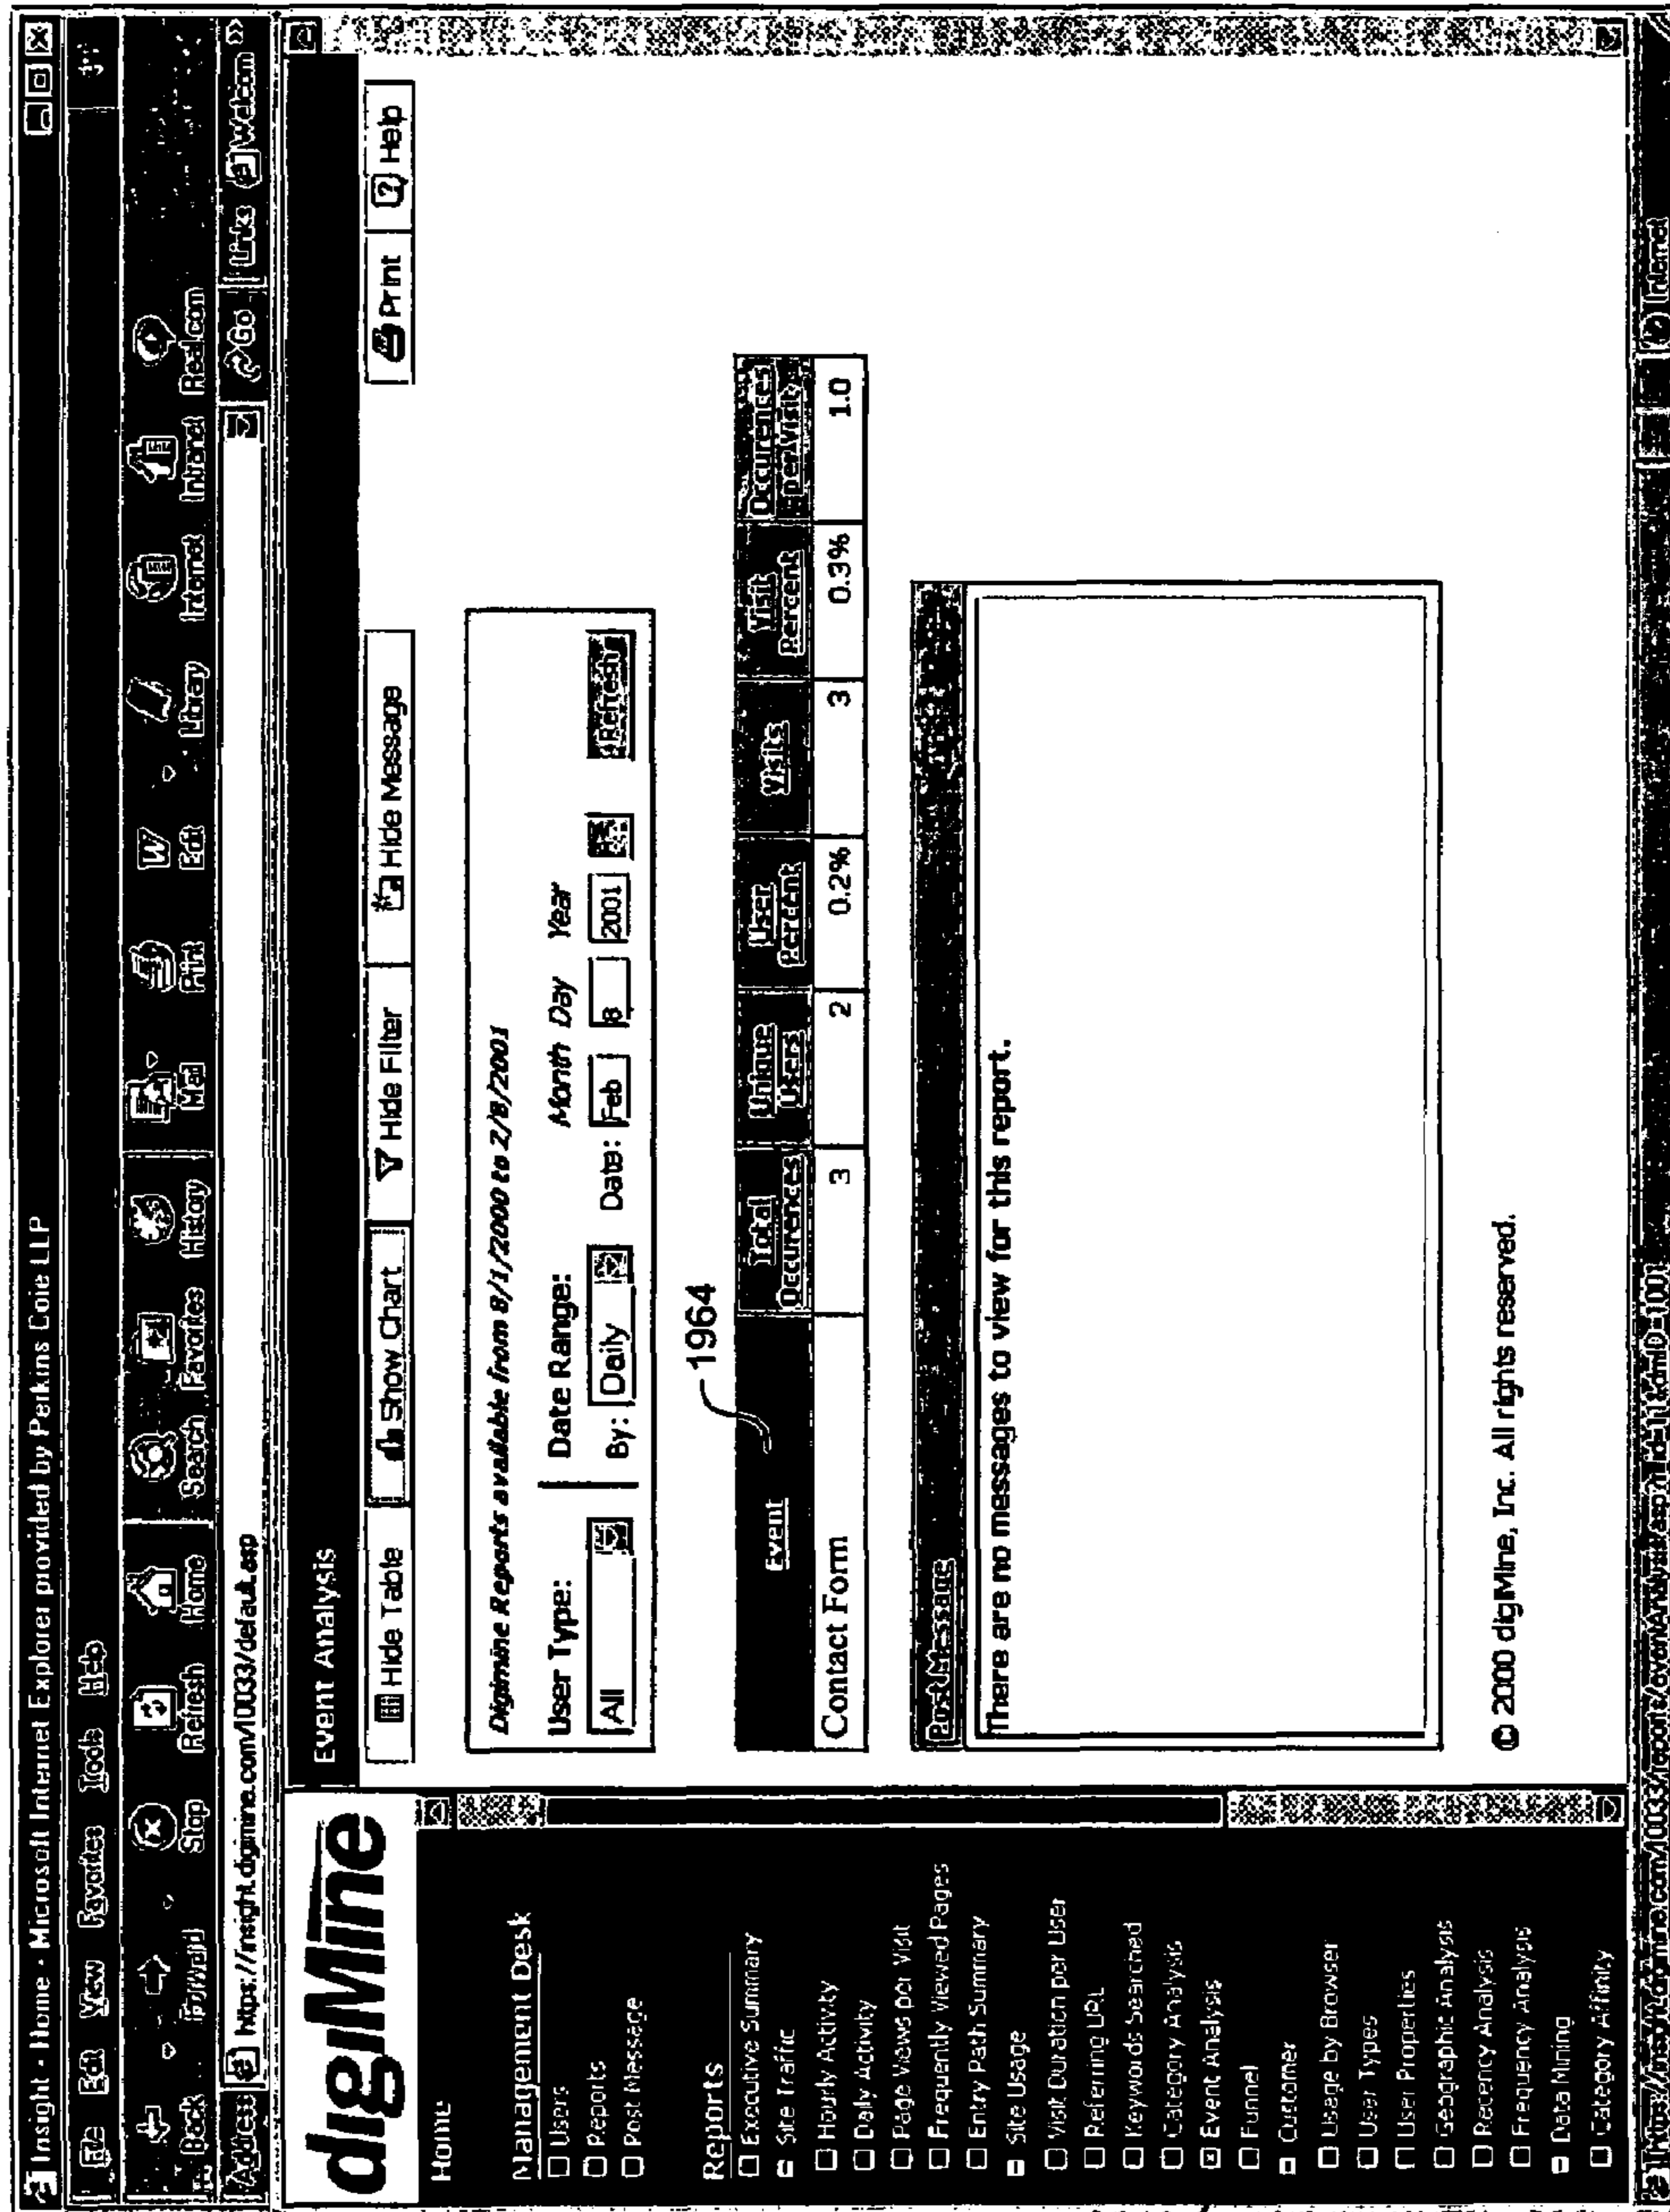 Insight - Home - Microsoft Internet Explorer provided by Perkins Coie LLP
File Edit View Favorites Tools Help
Back Forward Stop Refresh Home Search Favorites History Mail Print Edit Library Internet Intranet Real.com
Address https://insight.digimine.com/10033/default.asp Go Links Welcom »
digiMine
Home
Management Desk
Users
Reports
Post Message
Reports
Executive Summary
Site Traffic
Hourly Activity
Daily Activity
Page Views per Visit
Frequently Viewed Pages
Entry Path Summary
Site Usage
Visit Duration per User
Referring URL
Keywords Searched
Category Analysis
Event Analysis
Funnel
Customer
Usage by Browser
User Types
User Properties
Geographic Analysis
Recency Analysis
Frequency Analysis
Data Mining
Category Affinity
Event Analysis
Hide Table Show Chart Hide Filter Hide Message Print Help
Digimine Reports available from 8/1/2000 to 2/8/2001
User Type: Date Range: Month Day Year
All By: Daily Date: Feb 8 2001 Refresh
1964
Event Total Occurences Unique Users User Percent Visits Visit Percent Occurences per Visit
Contact Form 3 2 0.2% 3 0.3% 1.0
Post Message
There are no messages to view for this report.
© 2000 digiMine, Inc. All rights reserved.
Internet